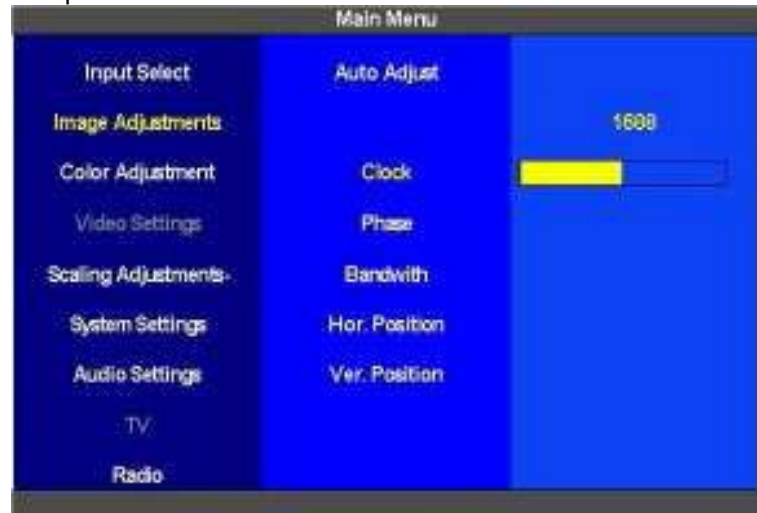 Main Menu
Input Select
Auto Adjust
Image Adjustments
1688
Color Adjustment
Clock
Video Settings
Phase
Scaling Adjustments-
Bandwith
System Settings
Hor. Position
Audio Settings
Ver. Position
TV
Radio